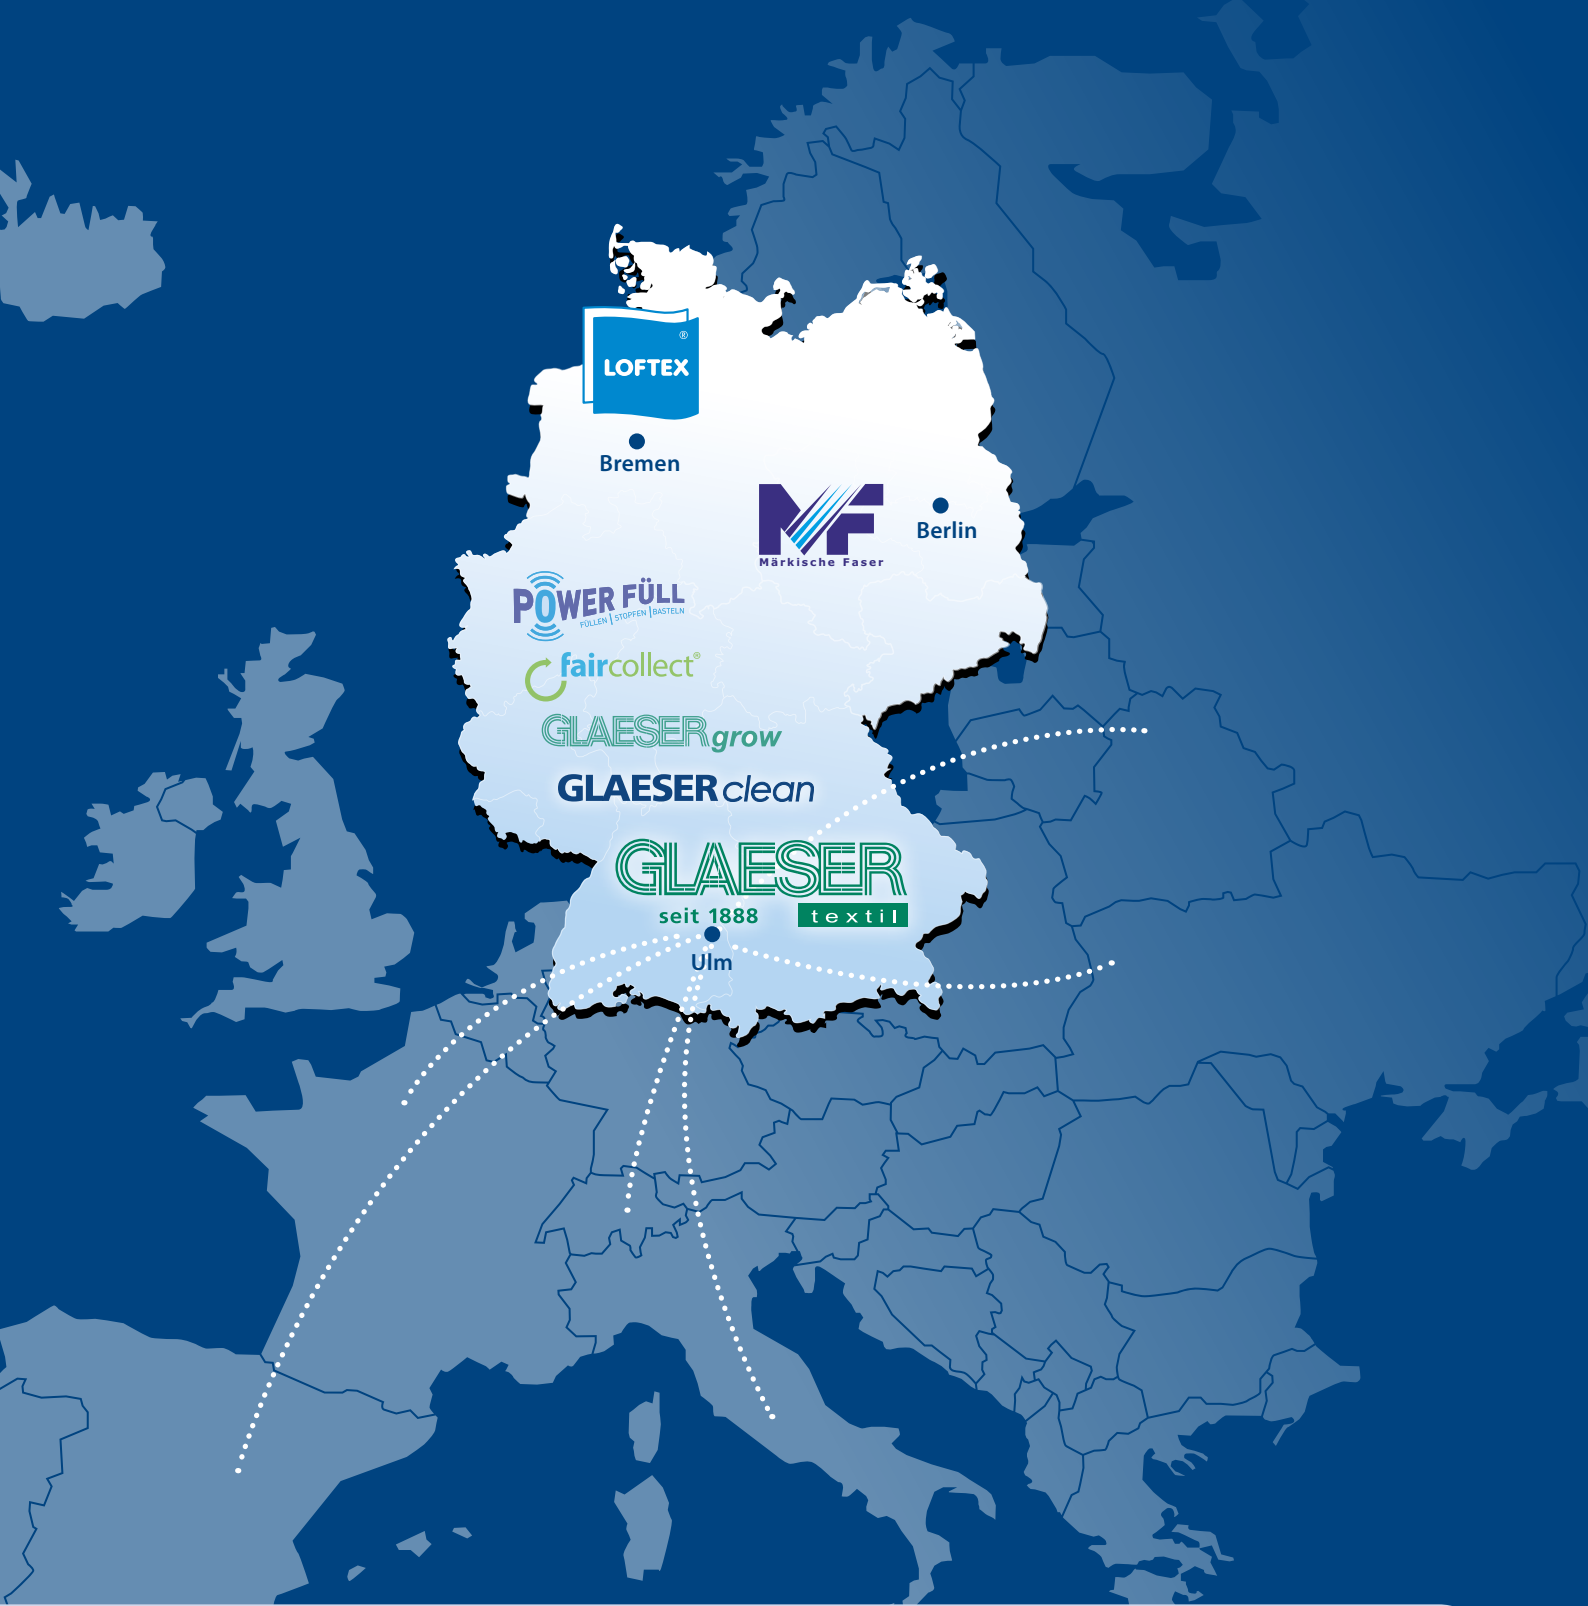 LOFTEX ®
Bremen
MF
Märkische Faser
Berlin
POWER FÜLL
FÜLLEN | STOPFEN | BASTELN
faircollect®
GLAESER grow
GLAESER clean
GLAESER
seit 1888 textil
Ulm